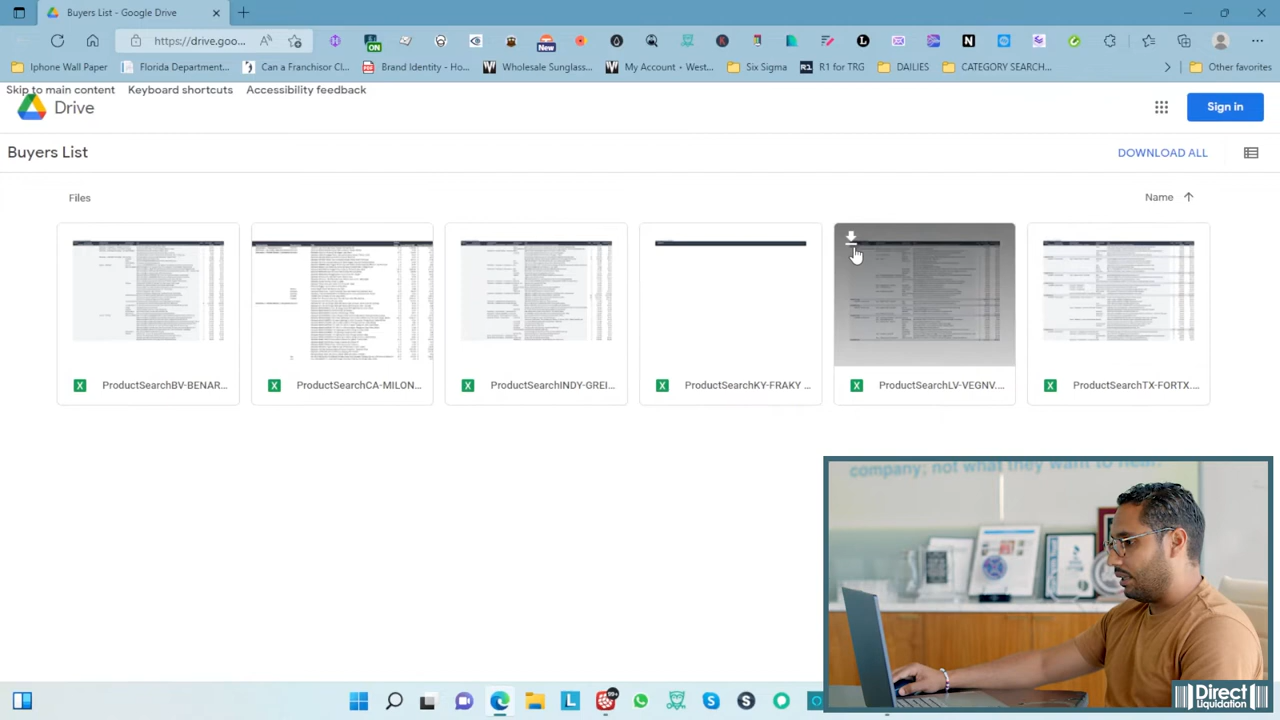 Buyers List - Google Drive
https://drive.goo...
ON
New
Iphone Wall Paper
Florida Department...
Can a Franchisor Cl...
Brand Identity - Ho...
Wholesale Sunglass...
My Account - West...
Six Sigma
R1 for TRG
DAILIES
CATEGORY SEARCH...
Other favorites
Skip to main content
Keyboard shortcuts
Accessibility feedback
Drive
Sign in
Buyers List
DOWNLOAD ALL
Files
Name
ProductSearchBV-BENAR...
ProductSearchCA-MILON...
ProductSearchINDY-GREI...
ProductSearchKY-FRAKY ...
ProductSearchLV-VEGNV....
ProductSearchTX-FORTX....
company; not what they want to hear.
99+
Direct
Liquidation